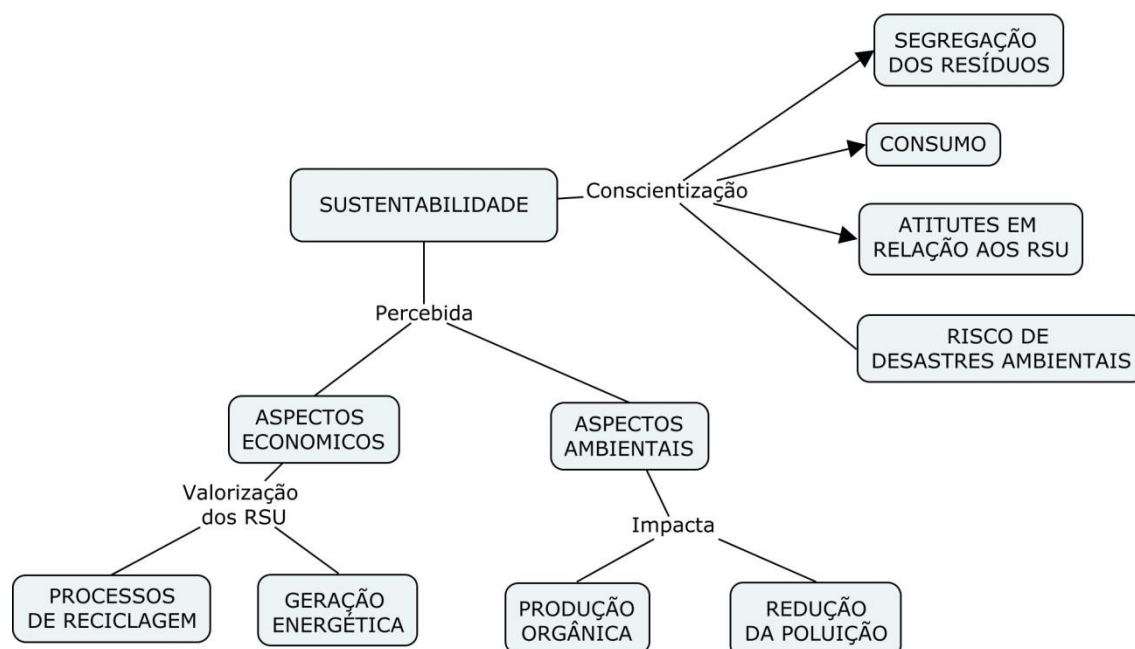 SEGREGAÇÃO
DOS RESÍDUOS
CONSUMO
SUSTENTABILIDADE
Conscientização
ATITUTES EM
RELAÇÃO AOS RSU
Percebida
RISCO DE
DESASTRES AMBIENTAIS
ASPECTOS
ECONOMICOS
ASPECTOS
AMBIENTAIS
Valorização
dos RSU
Impacta
PROCESSOS
DE RECICLAGEM
GERAÇÃO
ENERGÉTICA
PRODUÇÃO
ORGÂNICA
REDUÇÃO
DA POLUIÇÃO